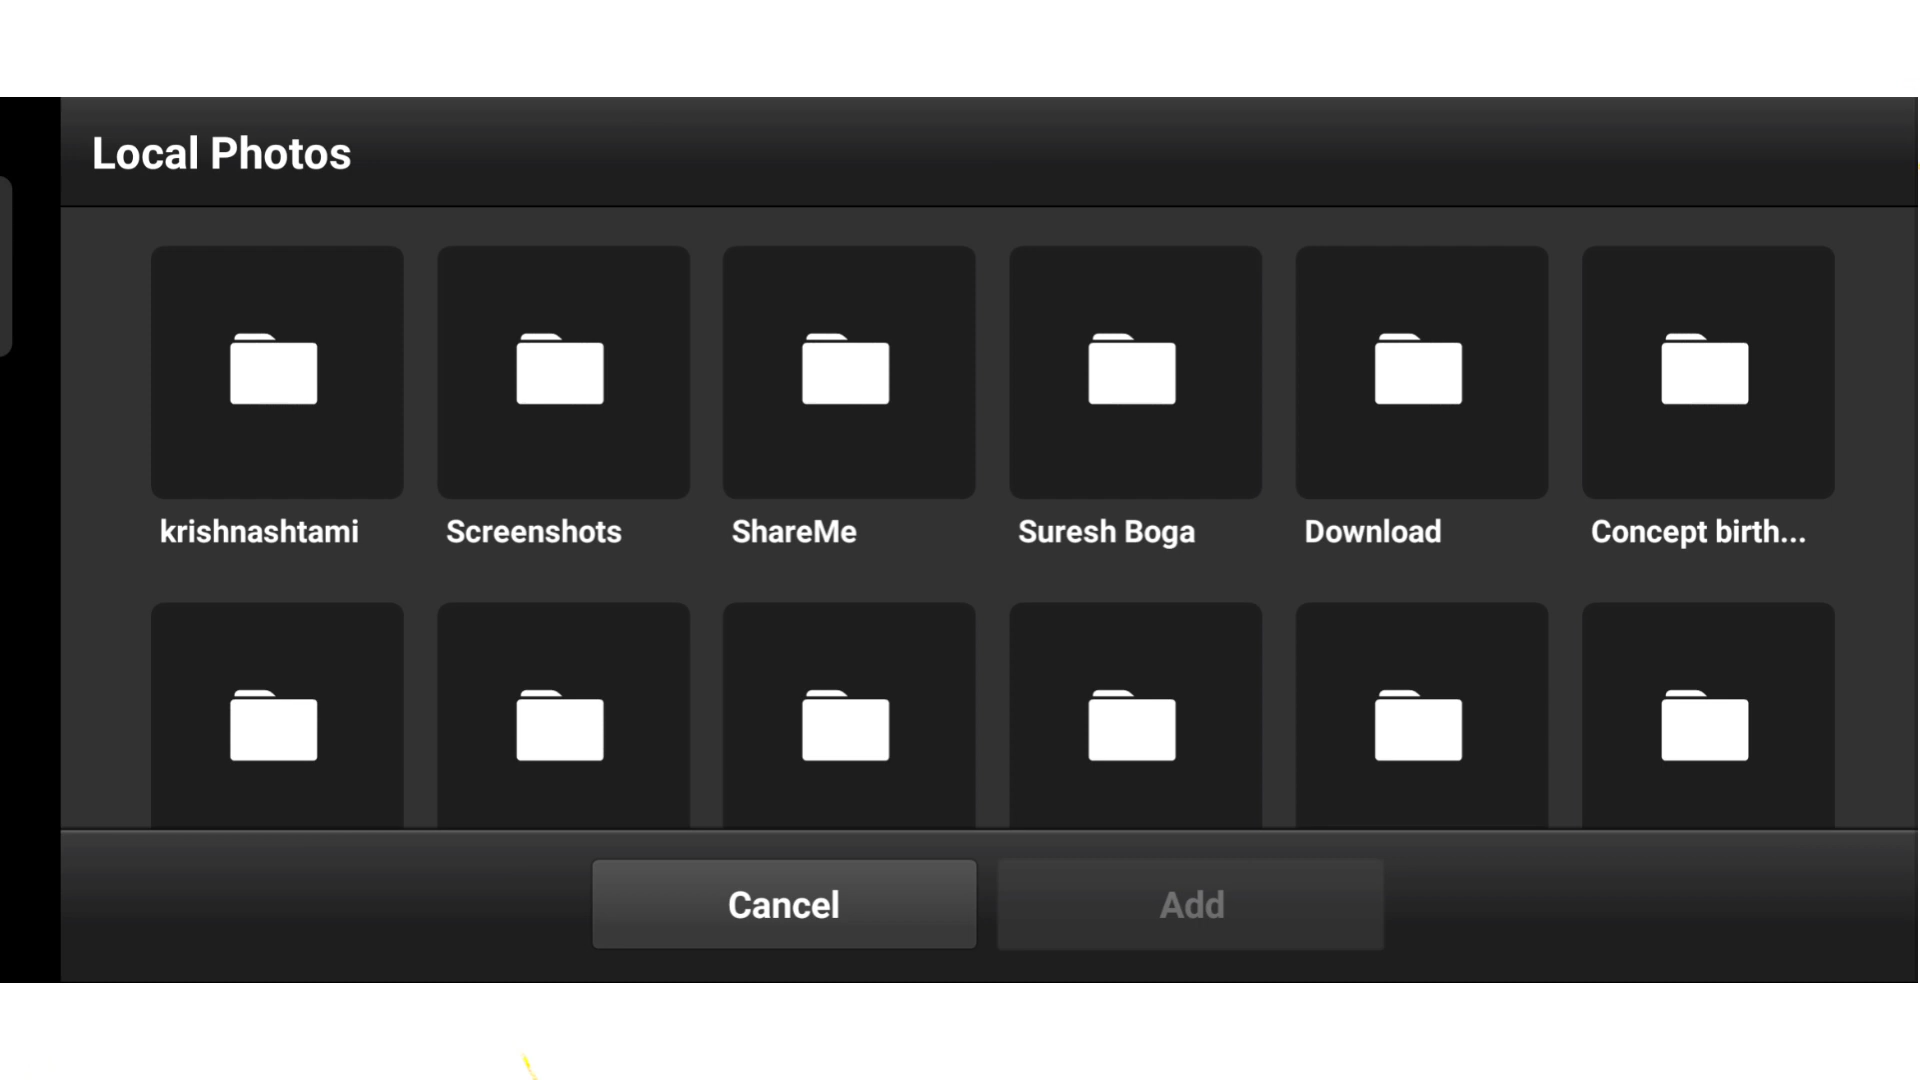 Local Photos
krishnashtami
Screenshots
ShareMe
Suresh Boga
Download
Concept birth...
Cancel
Add